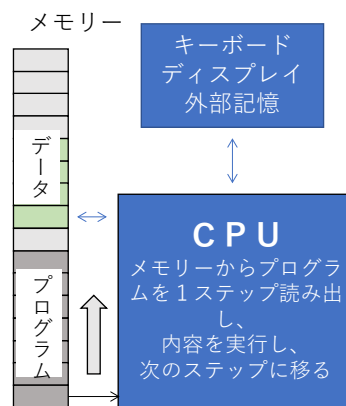 メモリー
キーボード
ディスプレイ
外部記憶
データ
ＣＰＵ
メモリーからプログラ
ムを１ステップ読み出
し、
内容を実行し、
次のステップに移る
プログラム